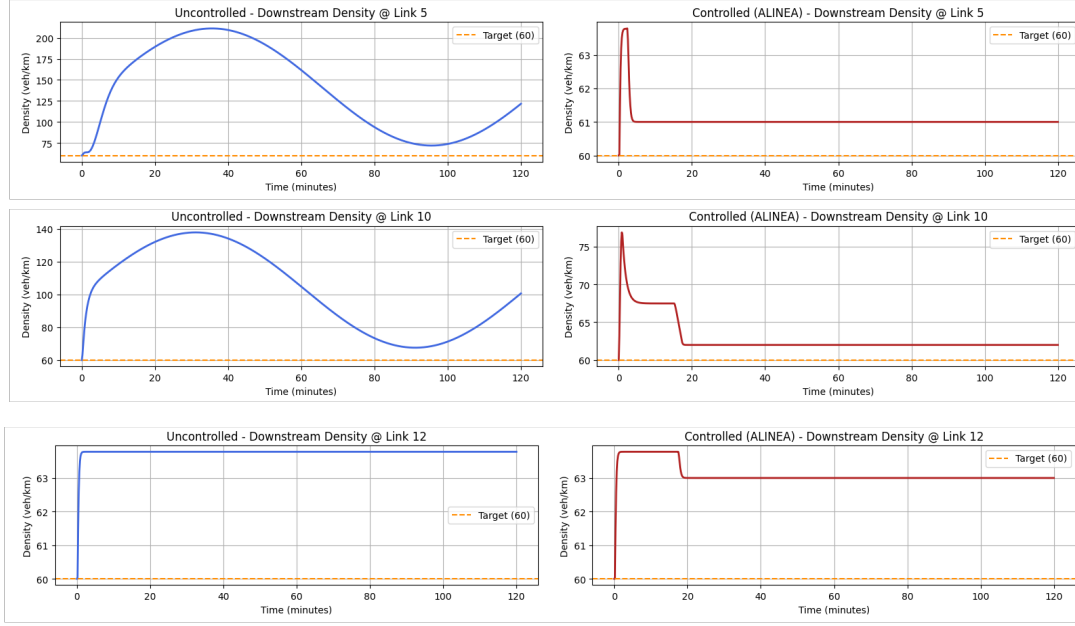 Uncontrolled - Downstream Density @ Link 5
Density (veh/km)
200
175
150
125
100
75
0
20
40
60
80
100
120
Time (minutes)
Target (60)
Controlled (ALINEA) - Downstream Density @ Link 5
Density (veh/km)
63
62
61
60
0
20
40
60
80
100
120
Time (minutes)
Target (60)
Uncontrolled - Downstream Density @ Link 10
Density (veh/km)
140
120
100
80
60
0
20
40
60
80
100
120
Time (minutes)
Target (60)
Controlled (ALINEA) - Downstream Density @ Link 10
Density (veh/km)
75
70
65
60
0
20
40
60
80
100
120
Time (minutes)
Target (60)
Uncontrolled - Downstream Density @ Link 12
Density (veh/km)
63
62
61
60
0
20
40
60
80
100
120
Time (minutes)
Target (60)
Controlled (ALINEA) - Downstream Density @ Link 12
Density (veh/km)
63
62
61
60
0
20
40
60
80
100
120
Time (minutes)
Target (60)